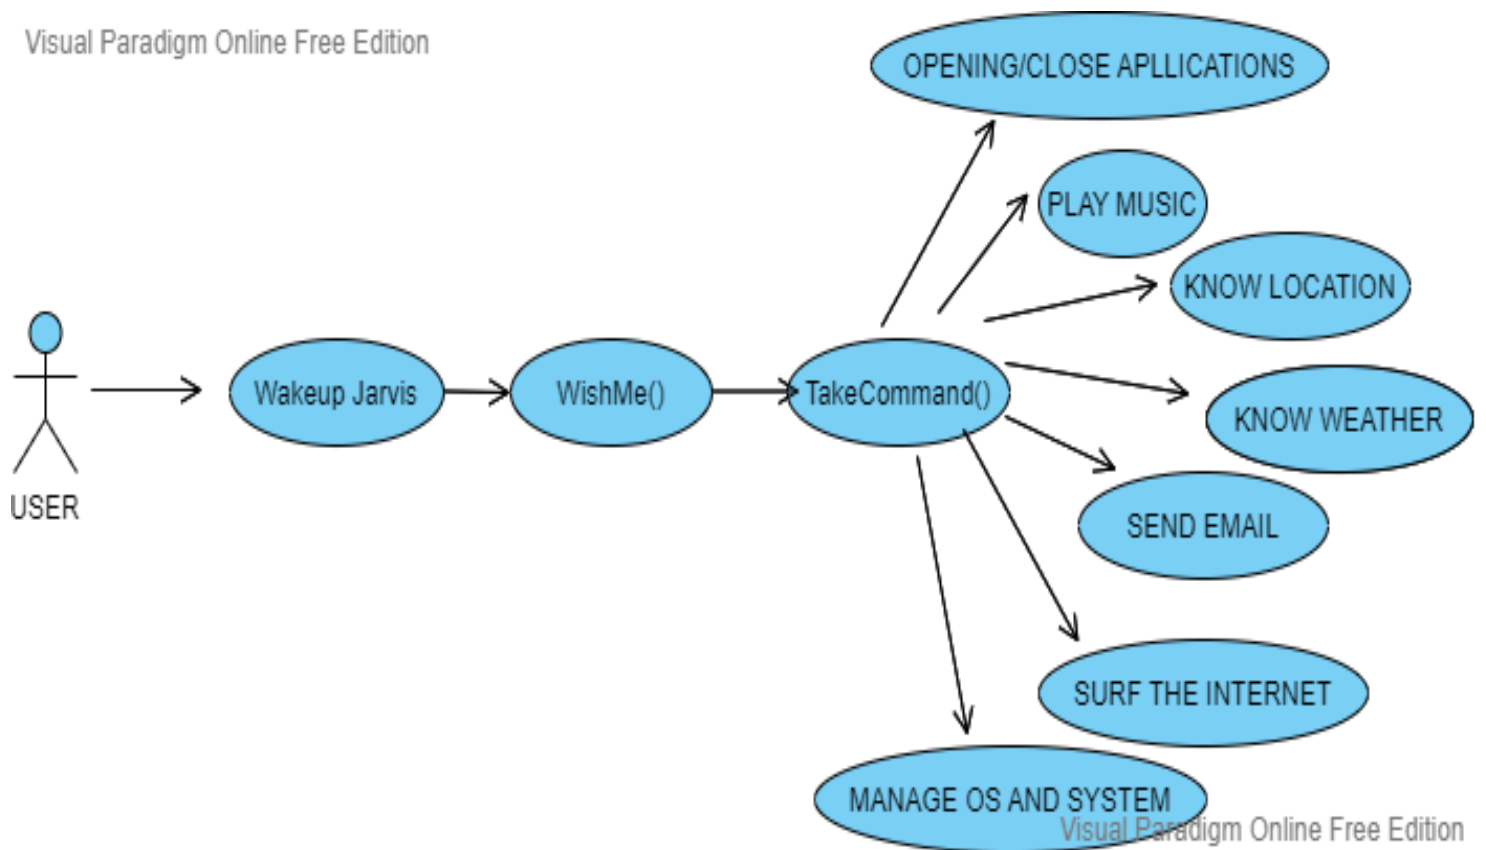 Visual Paradigm Online Free Edition
OPENING/CLOSE APLLICATIONS
PLAY MUSIC
KNOW LOCATION
Wakeup Jarvis
WishMe()
TakeCommand()
KNOW WEATHER
USER
SEND EMAIL
SURF THE INTERNET
MANAGE OS AND SYSTEM
Visual Paradigm Online Free Edition